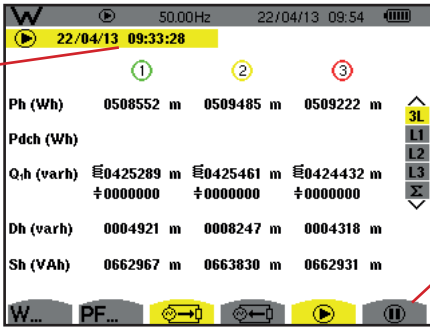 W 50.00Hz 22/04/13 09:54
22/04/13 09:33:28
1 2 3
Ph (Wh) 0508552 m 0509485 m 0509222 m
3L
Pdch (Wh)
L1
L2
Q₁h (varh) 0425289 m 0425461 m 0424432 m
L3
÷0000000 ÷0000000 ÷0000000
Σ
Dh (varh) 0004921 m 0008247 m 0004318 m
Sh (VAh) 0662967 m 0663830 m 0662931 m
W... PF...